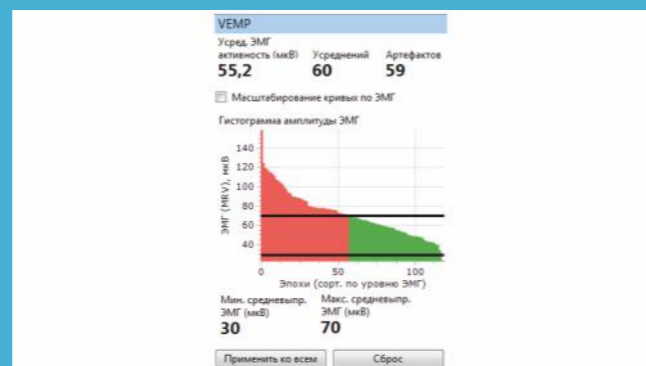 VEMP
Усред. ЭМГ
активность (мкВ) Усреднений Артефактов
55,2 60 59
Масштабирование кривых по ЭМГ
Гистограмма амплитуды ЭМГ
140
120
100
80
60
40
ЭМГ (MRV), мкВ
0 50 100
Эпохи (сорт. по уровню ЭМГ)
Мин. средневыпр. Макс. средневыпр.
ЭМГ (мкВ) ЭМГ (мкВ)
30 70
Применить ко всем Сброс